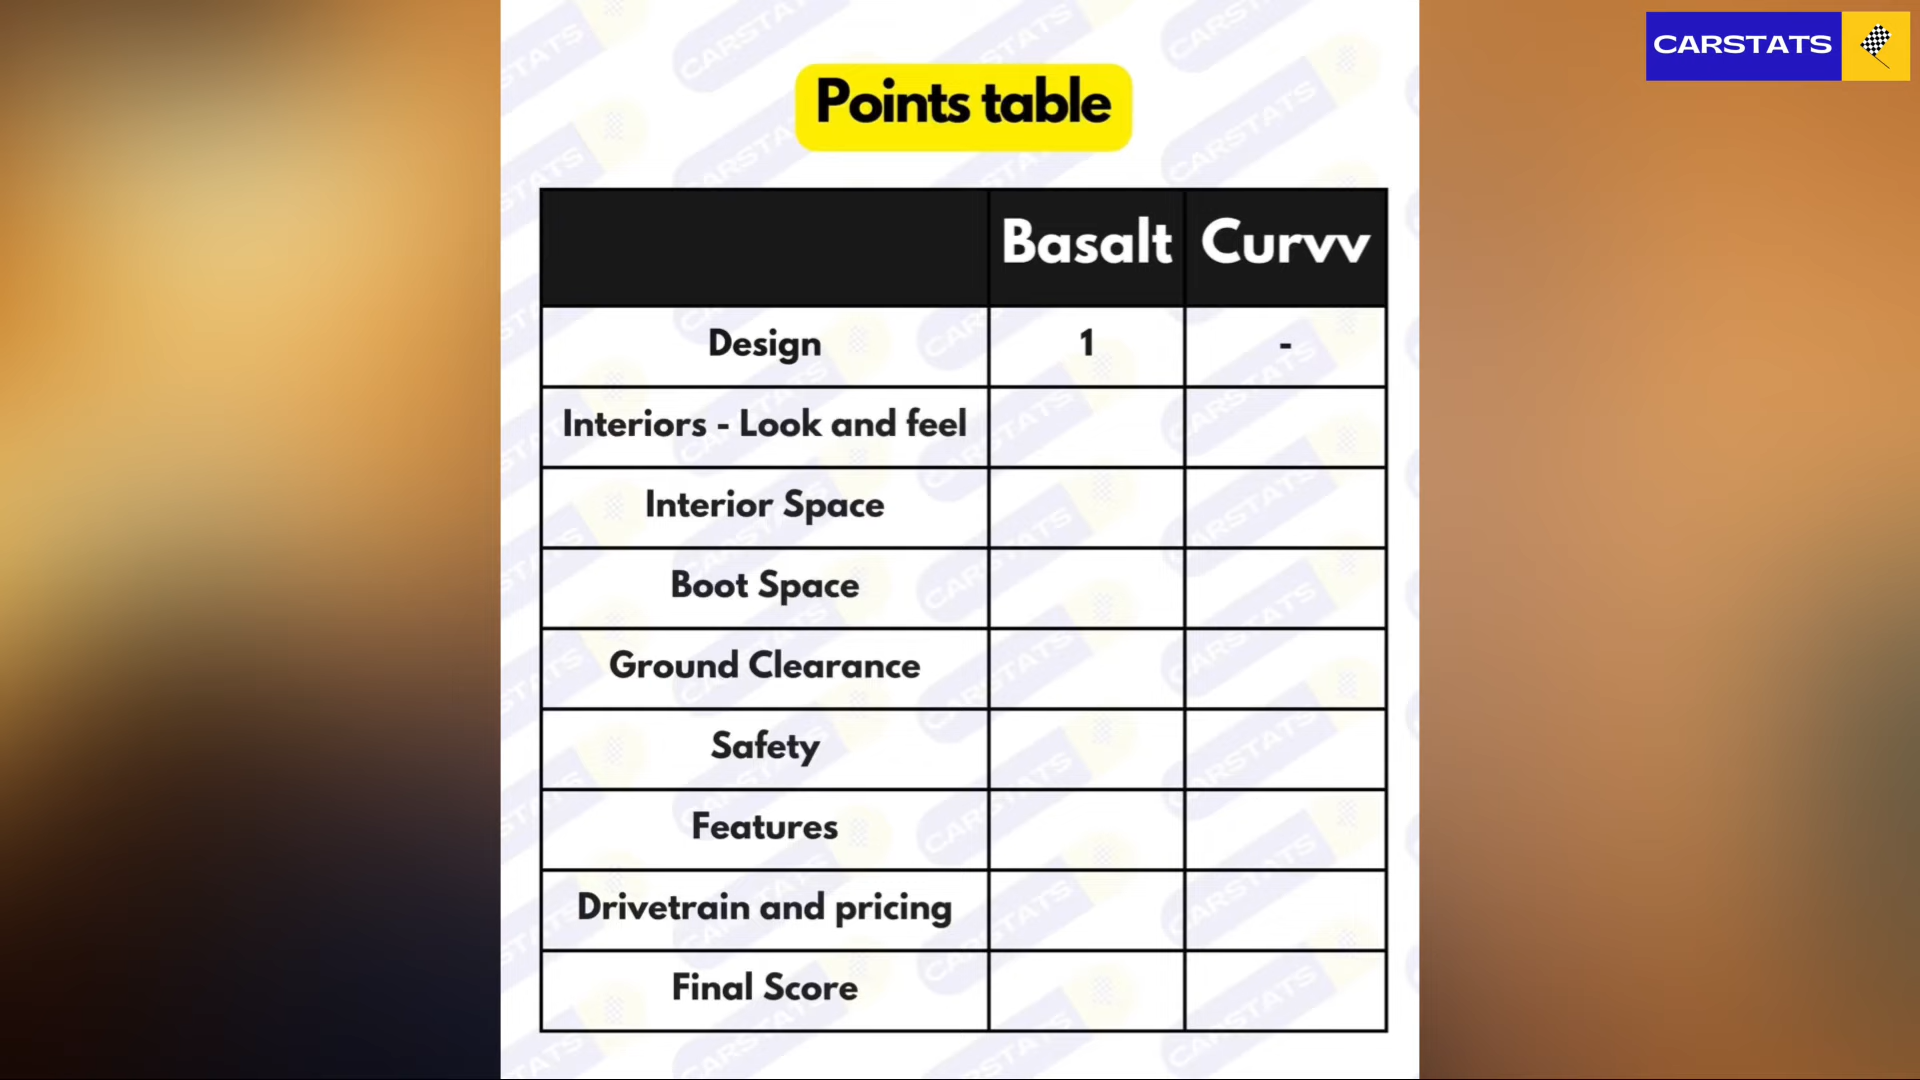 CARSTATS
Points table
Basalt Curvv
Design 1 -
Interiors - Look and feel
Interior Space
Boot Space
Ground Clearance
Safety
Features
Drivetrain and pricing
Final Score